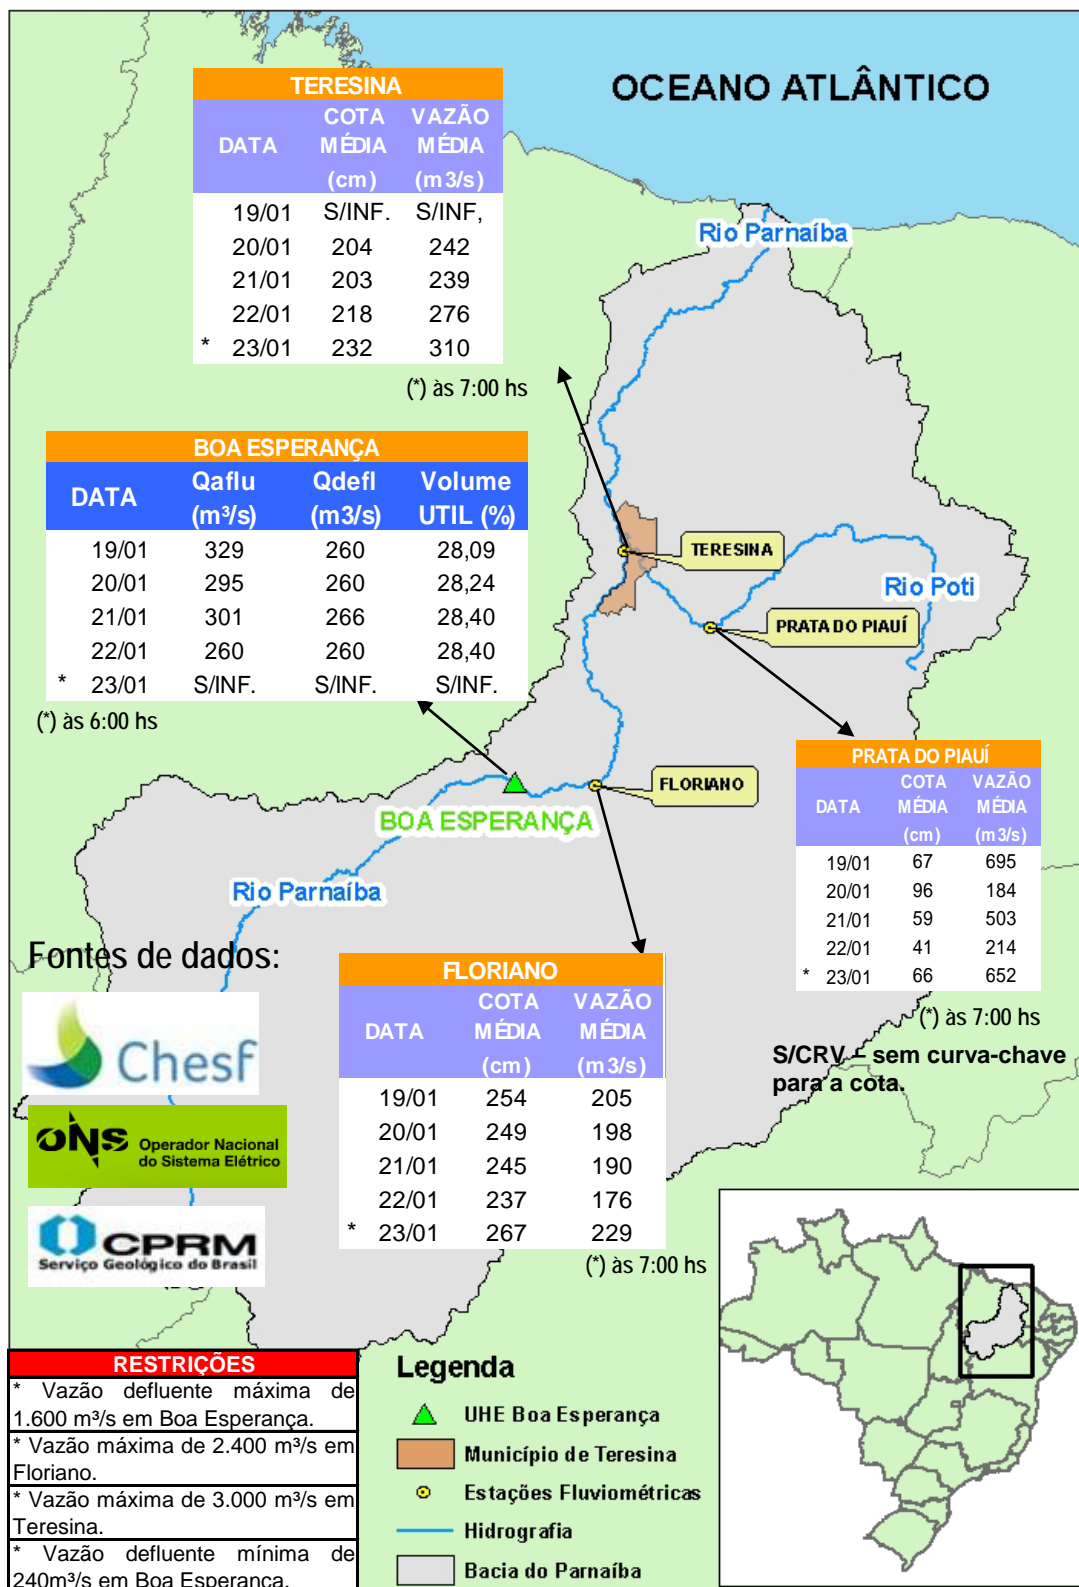 OCEANO ATLÂNTICO
TERESINA
DATA COTA MÉDIA (cm) VAZÃO MÉDIA (m3/s)
19/01 S/INF. S/INF,
20/01 204 242
21/01 203 239
22/01 218 276
* 23/01 232 310
(*) às 7:00 hs
Rio Parnaíba
BOA ESPERANÇA
DATA Qaflu (m³/s) Qdefl (m3/s) Volume UTIL (%)
19/01 329 260 28,09
20/01 295 260 28,24
21/01 301 266 28,40
22/01 260 260 28,40
* 23/01 S/INF. S/INF. S/INF.
(*) às 6:00 hs
TERESINA
Rio Poti
PRATA DO PIAUÍ
FLORIANO
BOA ESPERANÇA
Rio Parnaíba
PRATA DO PIAUÍ
DATA COTA MÉDIA (cm) VAZÃO MÉDIA (m3/s)
19/01 67 695
20/01 96 184
21/01 59 503
22/01 41 214
* 23/01 66 652
(*) às 7:00 hs
S/CRV – sem curva-chave
para a cota.
Fontes de dados:
Chesf
ONS Operador Nacional
do Sistema Elétrico
CPRM
Serviço Geológico do Brasil
FLORIANO
DATA COTA MÉDIA (cm) VAZÃO MÉDIA (m3/s)
19/01 254 205
20/01 249 198
21/01 245 190
22/01 237 176
* 23/01 267 229
(*) às 7:00 hs
RESTRIÇÕES
* Vazão defluente máxima de
1.600 m³/s em Boa Esperança.
* Vazão máxima de 2.400 m³/s em
Floriano.
* Vazão máxima de 3.000 m³/s em
Teresina.
* Vazão defluente mínima de
240m³/s em Boa Esperança.
Legenda
UHE Boa Esperança
Município de Teresina
Estações Fluviométricas
Hidrografia
Bacia do Parnaíba